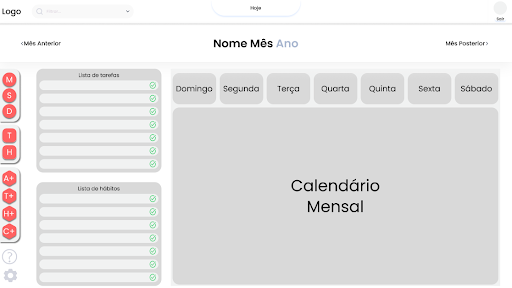 Logo
Hoje
Sair
<Mês Anterior
Nome Mês Ano
Mês Posterior>
M
S
D
T
H
A+
T+
H+
C+
?
Lista de tarefas
Lista de hábitos
Domingo
Segunda
Terça
Quarta
Quinta
Sexta
Sábado
Calendário
Mensal